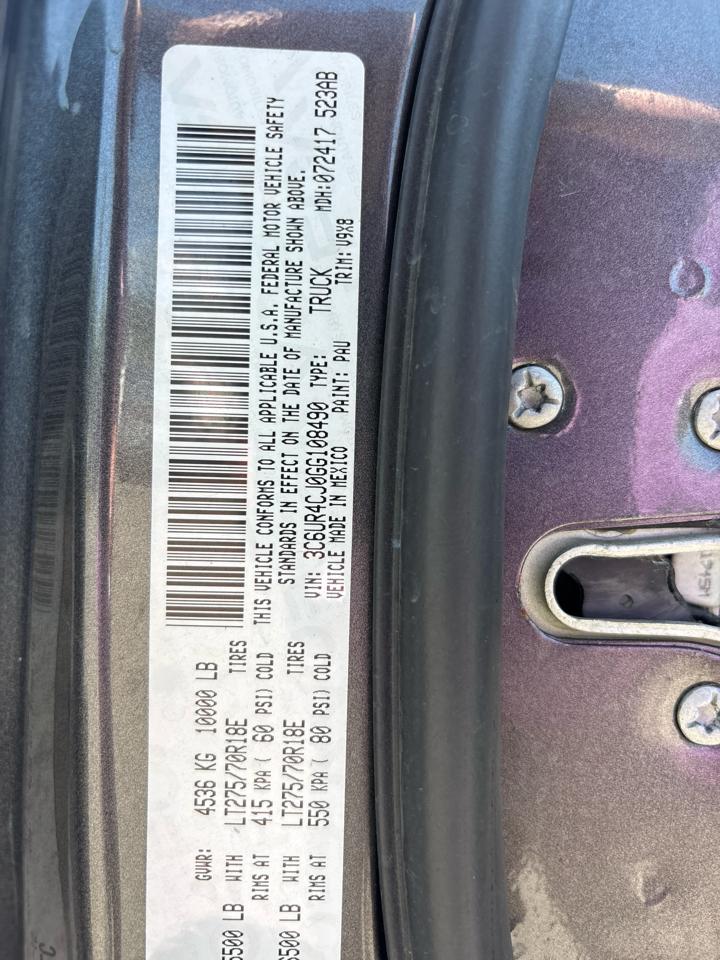 GVWR: 4536 KG 10000 LB
6500 LB WITH LT275/70R18E TIRES
RIMS AT 415 KPA ( 60 PSI) COLD
6500 LB WITH LT275/70R18E TIRES
RIMS AT 550 KPA ( 80 PSI) COLD
THIS VEHICLE CONFORMS TO ALL APPLICABLE U.S.A. FEDERAL MOTOR VEHICLE SAFETY
STANDARDS IN EFFECT ON THE DATE OF MANUFACTURE SHOWN ABOVE.
VIN: 3C6UR4CJ0GG108490 TYPE: TRUCK MDH:072417 523AB
VEHICLE MADE IN MEXICO PAINT: PAU TRIM: V9X8